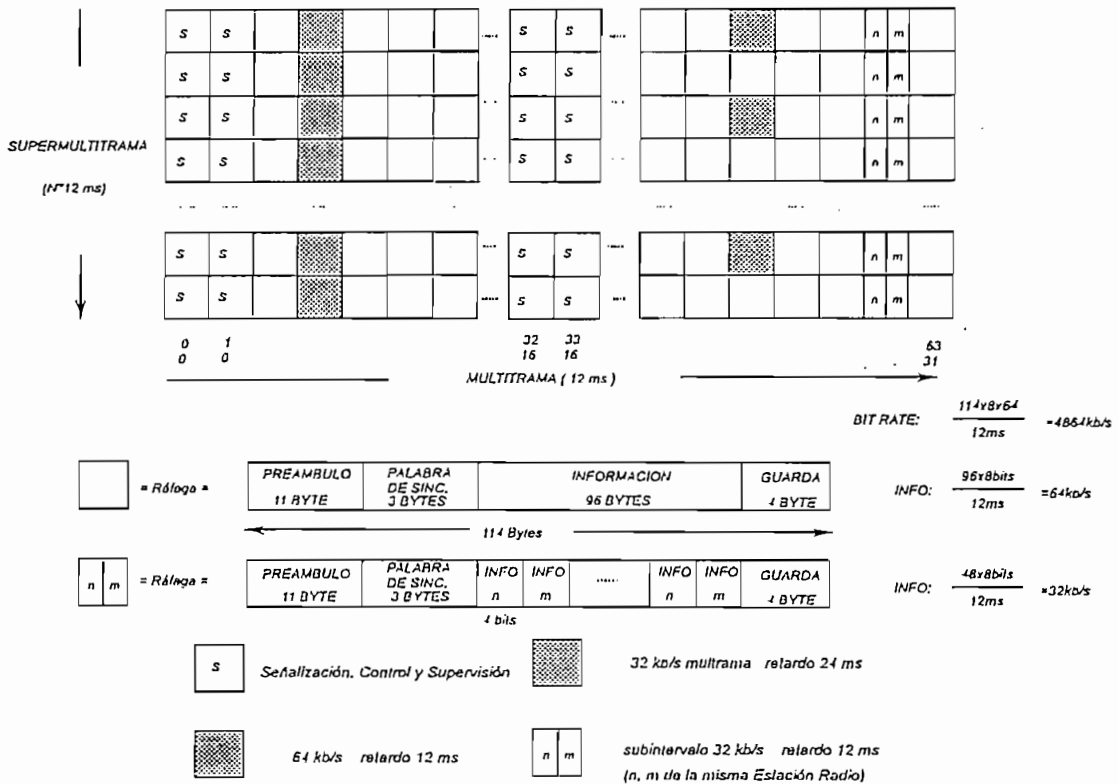 S S S S
S S S S n m
S S S S n m
SUPERMULTITRAMA
S S S S n m
(N*12 ms)
S S S S n m
S S S S n m
0 1 32 33 63
0 0 16 16 31
MULTITRAMA ( 12 ms )
BIT RATE: 114x8x64 / 12ms =4864kb/s
= Ráfaga =
PREAMBULO 11 BYTE
PALABRA DE SINC. 3 BYTES
INFORMACION 96 BYTES
GUARDA 4 BYTE
INFO: 96x8bits / 12ms =64kb/s
114 Bytes
n m = Ráfaga =
PREAMBULO 11 BYTE
PALABRA DE SINC. 3 BYTES
INFO n
INFO m
......
INFO n
INFO m
GUARDA 4 BYTE
INFO: 48x8bils / 12ms =32kb/s
4 bits
S Señalización, Control y Supervisión
32 kb/s multrama retardo 24 ms
64 kb/s retardo 12 ms
n m subintervalo 32 kb/s retardo 12 ms
(n, m de la misma Estación Radio)